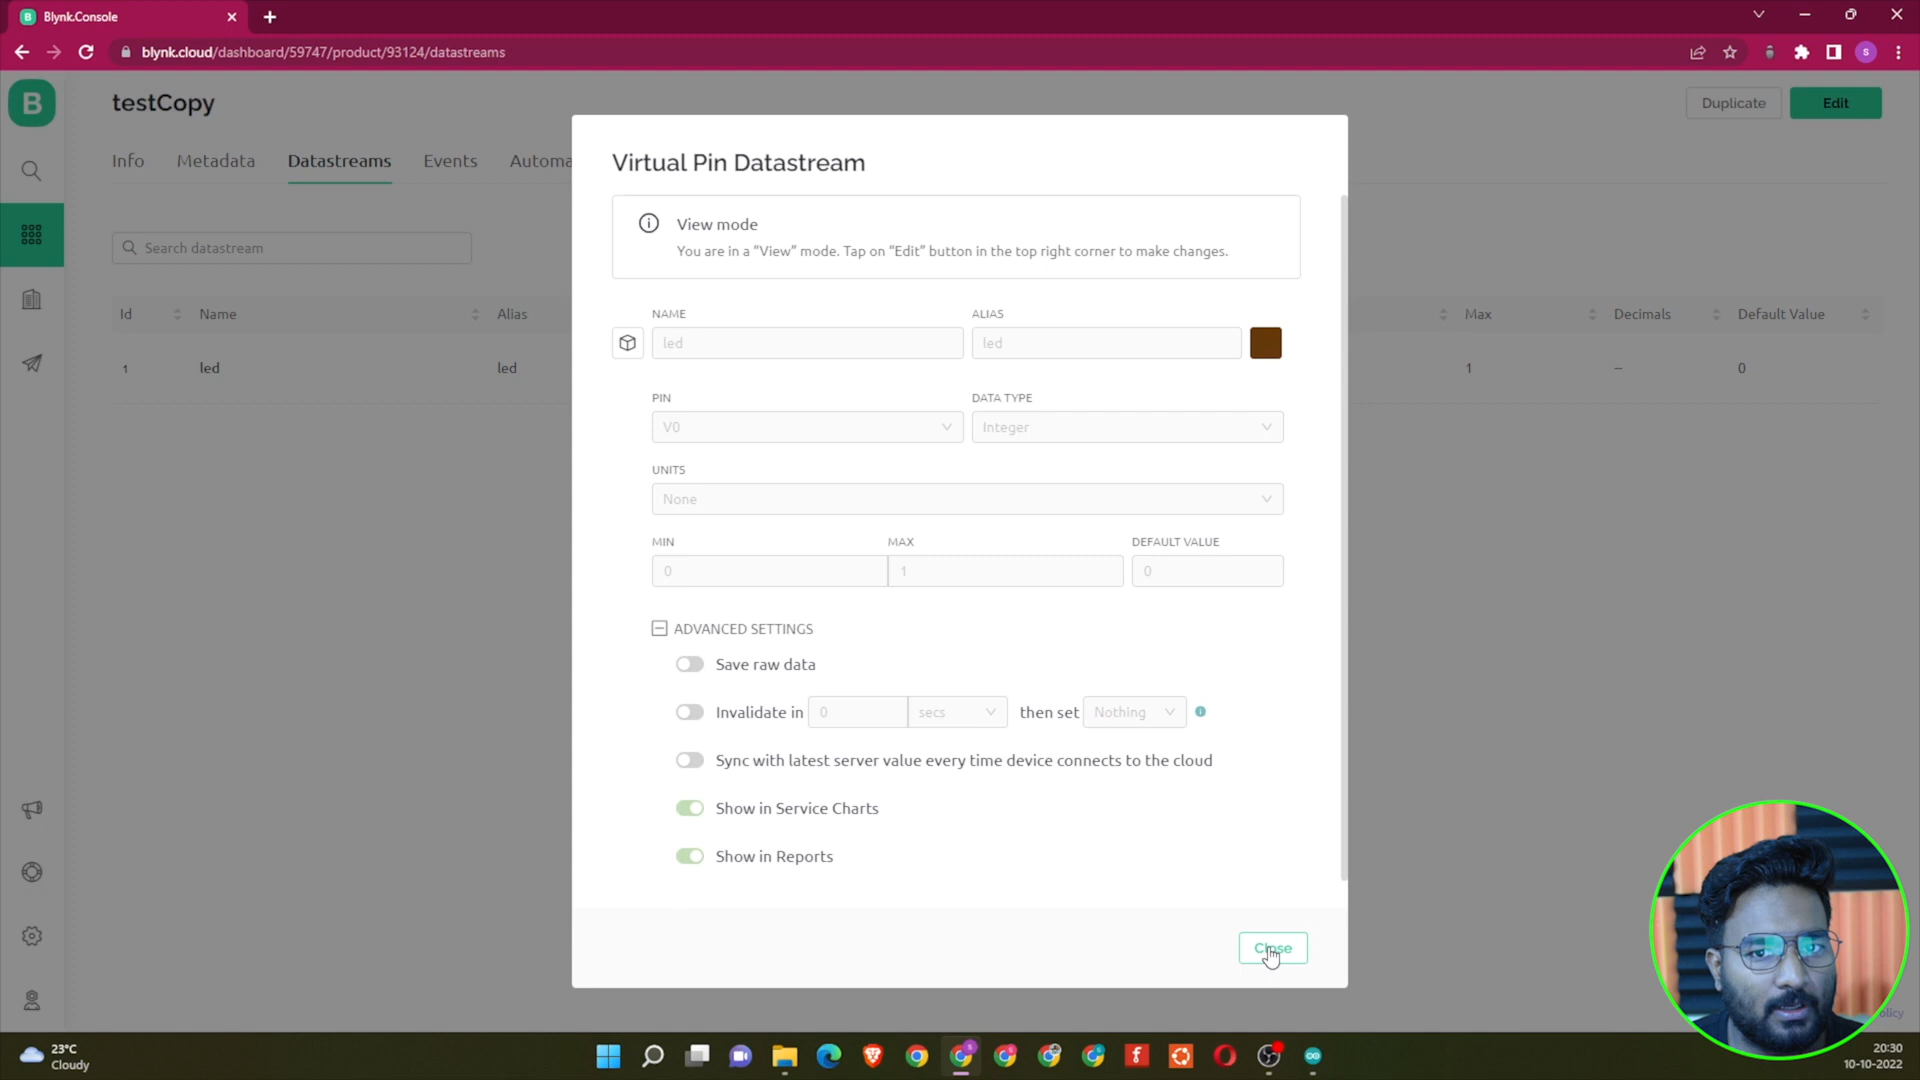 Blynk.Console
blynk.cloud/dashboard/59747/product/93124/datastreams
S
B
testCopy
Duplicate
Edit
Info Metadata Datastreams Events Automa
Search datastream
Id Name Alias Max Decimals Default Value
1 led led 1 – 0
Virtual Pin Datastream
View mode
You are in a "View" mode. Tap on "Edit" button in the top right corner to make changes.
NAME ALIAS
led led
PIN DATA TYPE
V0 Integer
UNITS
None
MIN MAX DEFAULT VALUE
0 1 0
ADVANCED SETTINGS
Save raw data
Invalidate in 0 secs then set Nothing
Sync with latest server value every time device connects to the cloud
Show in Service Charts
Show in Reports
Close
olicy
23°C
Cloudy
20:30
10-10-2022